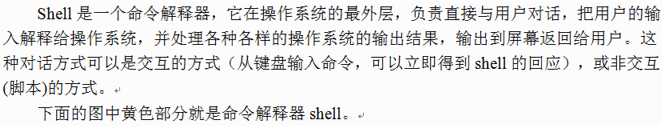 Shell 是一个命令解释器，它在操作系统的最外层，负责直接与用户对话，把用户的输
入解释给操作系统，并处理各种各样的操作系统的输出结果，输出到屏幕返回给用户。这
种对话方式可以是交互的方式（从键盘输入命令，可以立即得到 shell 的回应），或非交互
(脚本)的方式。
下面的图中黄色部分就是命令解释器 shell。